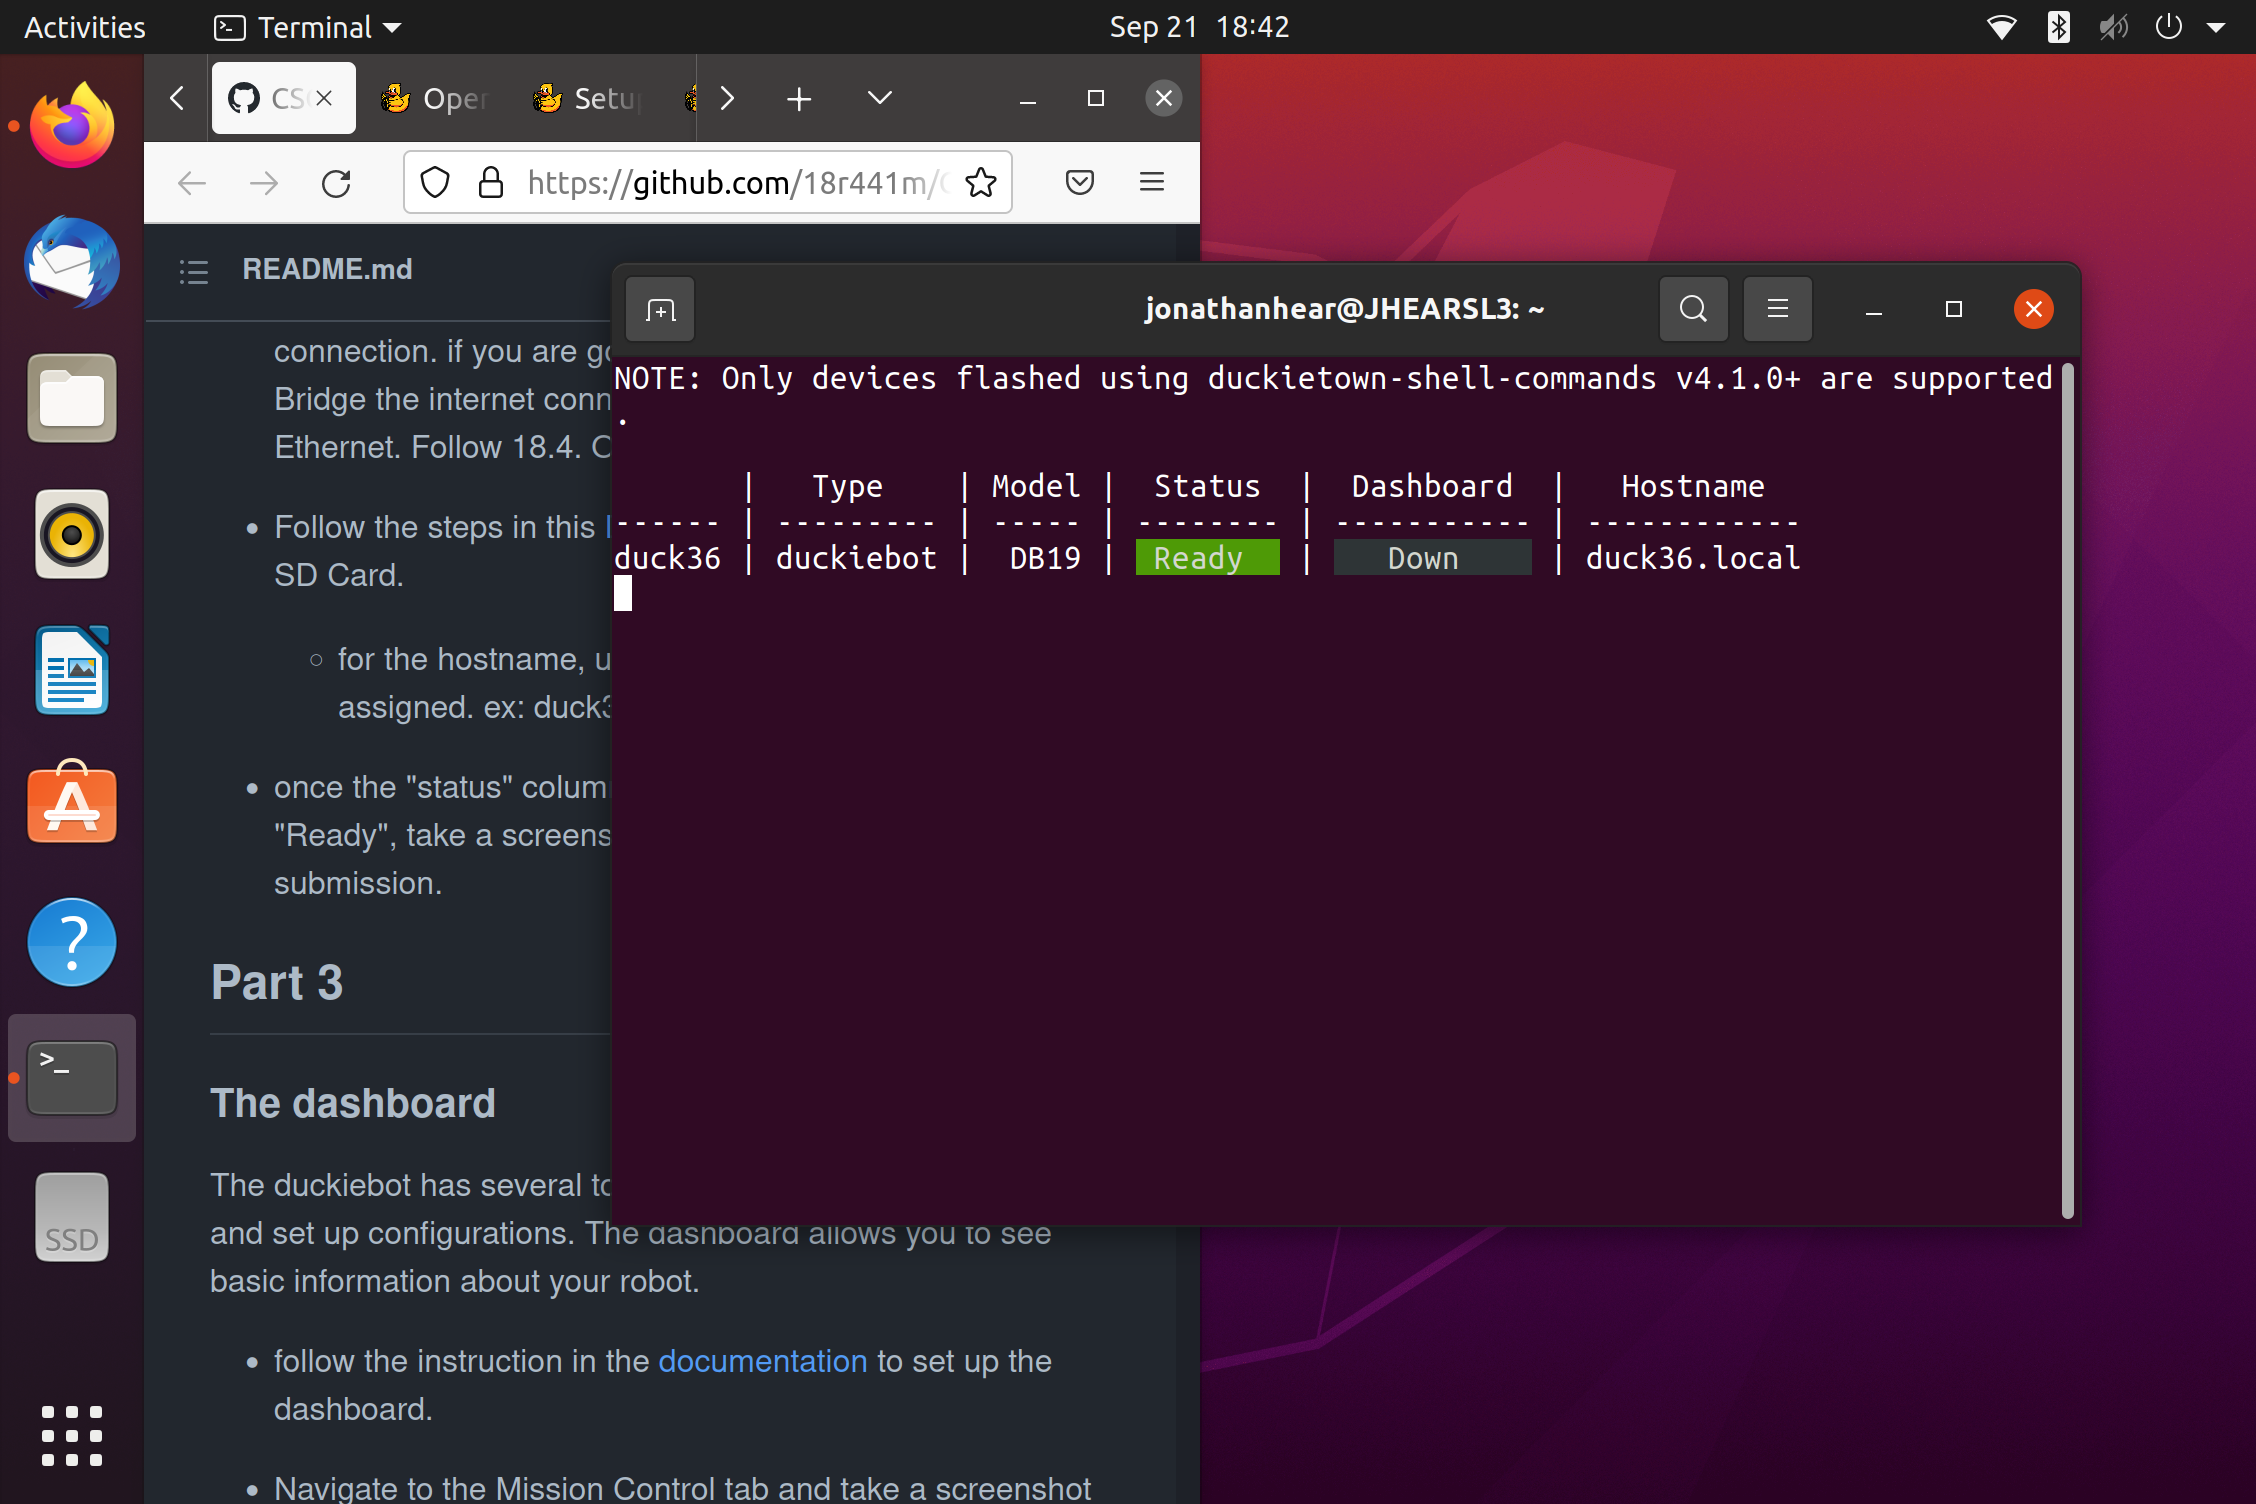 Activities
Terminal
Sep 21 18:42
CS
Oper
Setu
https://github.com/18r441m/
README.md
connection. if you are go
Bridge the internet conn
Ethernet. Follow 18.4.
Follow the steps in this
SD Card.
for the hostname, u
assigned. ex: duck3
once the "status" colum
"Ready", take a screens
submission.
Part 3
The dashboard
The duckiebot has several to
and set up configurations. The dashboard allows you to see
basic information about your robot.
follow the instruction in the documentation to set up the
dashboard.
Navigate to the Mission Control tab and take a screenshot
jonathanhear@JHEARSL3: ~
NOTE: Only devices flashed using duckietown-shell-commands v4.1.0+ are supported
.
| Type | Model | Status | Dashboard | Hostname
------ | --------- | ----- | -------- | ----------- | ------------
duck36 | duckiebot | DB19 | Ready | Down | duck36.local
>_
SSD